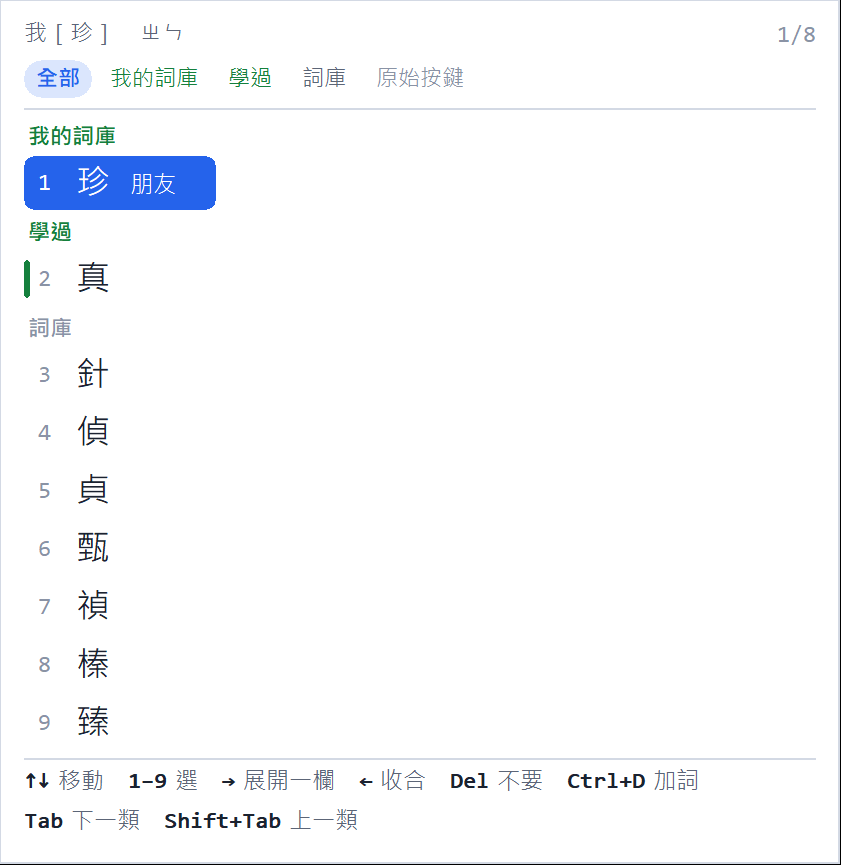 我 [ 珍 ] ㄓㄣ 1/8
全部 我的詞庫 學過 詞庫 原始按鍵
我的詞庫
1 珍 朋友
學過
2 真
詞庫
3 針
4 偵
5 貞
6 甄
7 禎
8 榛
9 臻
↑↓ 移動 1–9 選 → 展開一欄 ← 收合 Del 不要 Ctrl+D 加詞
Tab 下一類 Shift+Tab 上一類